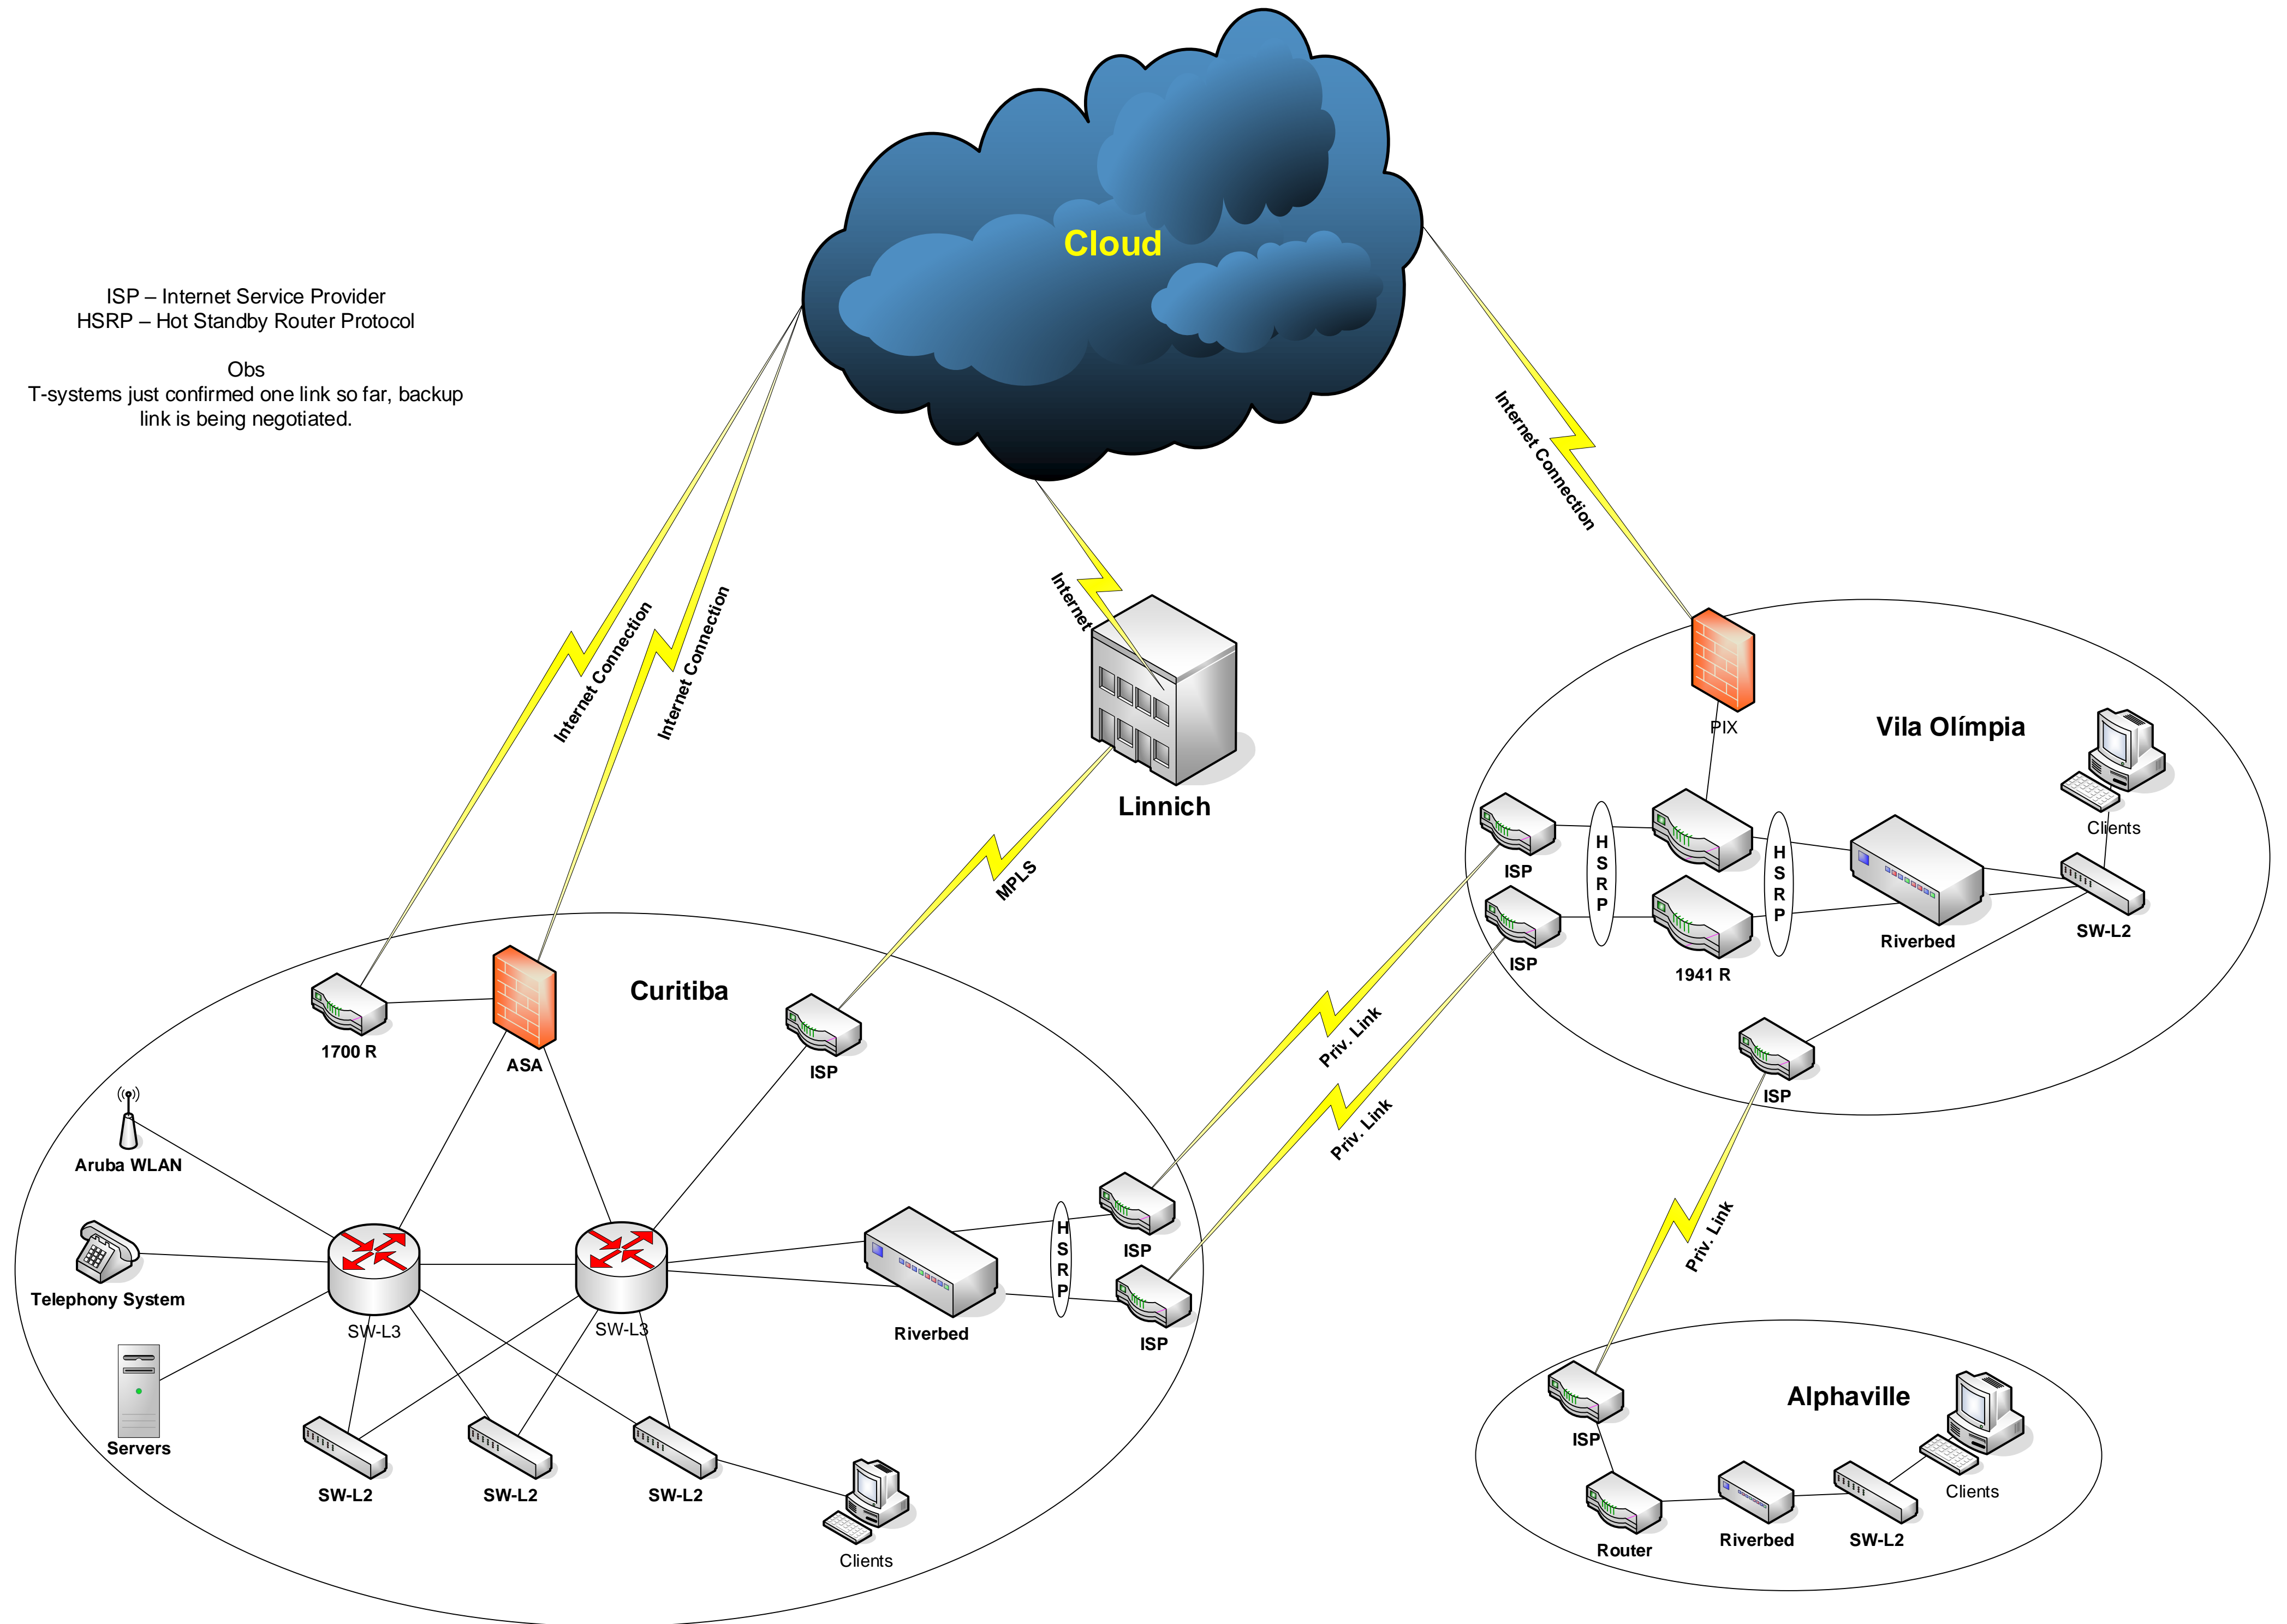 Cloud
ISP – Internet Service Provider
HSRP – Hot Standby Router Protocol
Obs
T-systems just confirmed one link so far, backup
link is being negotiated.
Internet Connection
Internet Connection
Internet
Internet Connection
MPLS
Linnich
PIX
Vila Olímpia
Clients
ISP
ISP
H
S
R
P
1941 R
H
S
R
P
Riverbed
SW-L2
ISP
Curitiba
1700 R
ASA
ISP
Priv. Link
Priv. Link
Priv. Link
Aruba WLAN
Telephony System
Servers
SW-L3
SW-L3
Riverbed
H
S
R
P
ISP
ISP
SW-L2
SW-L2
SW-L2
Clients
Alphaville
ISP
Router
Riverbed
SW-L2
Clients